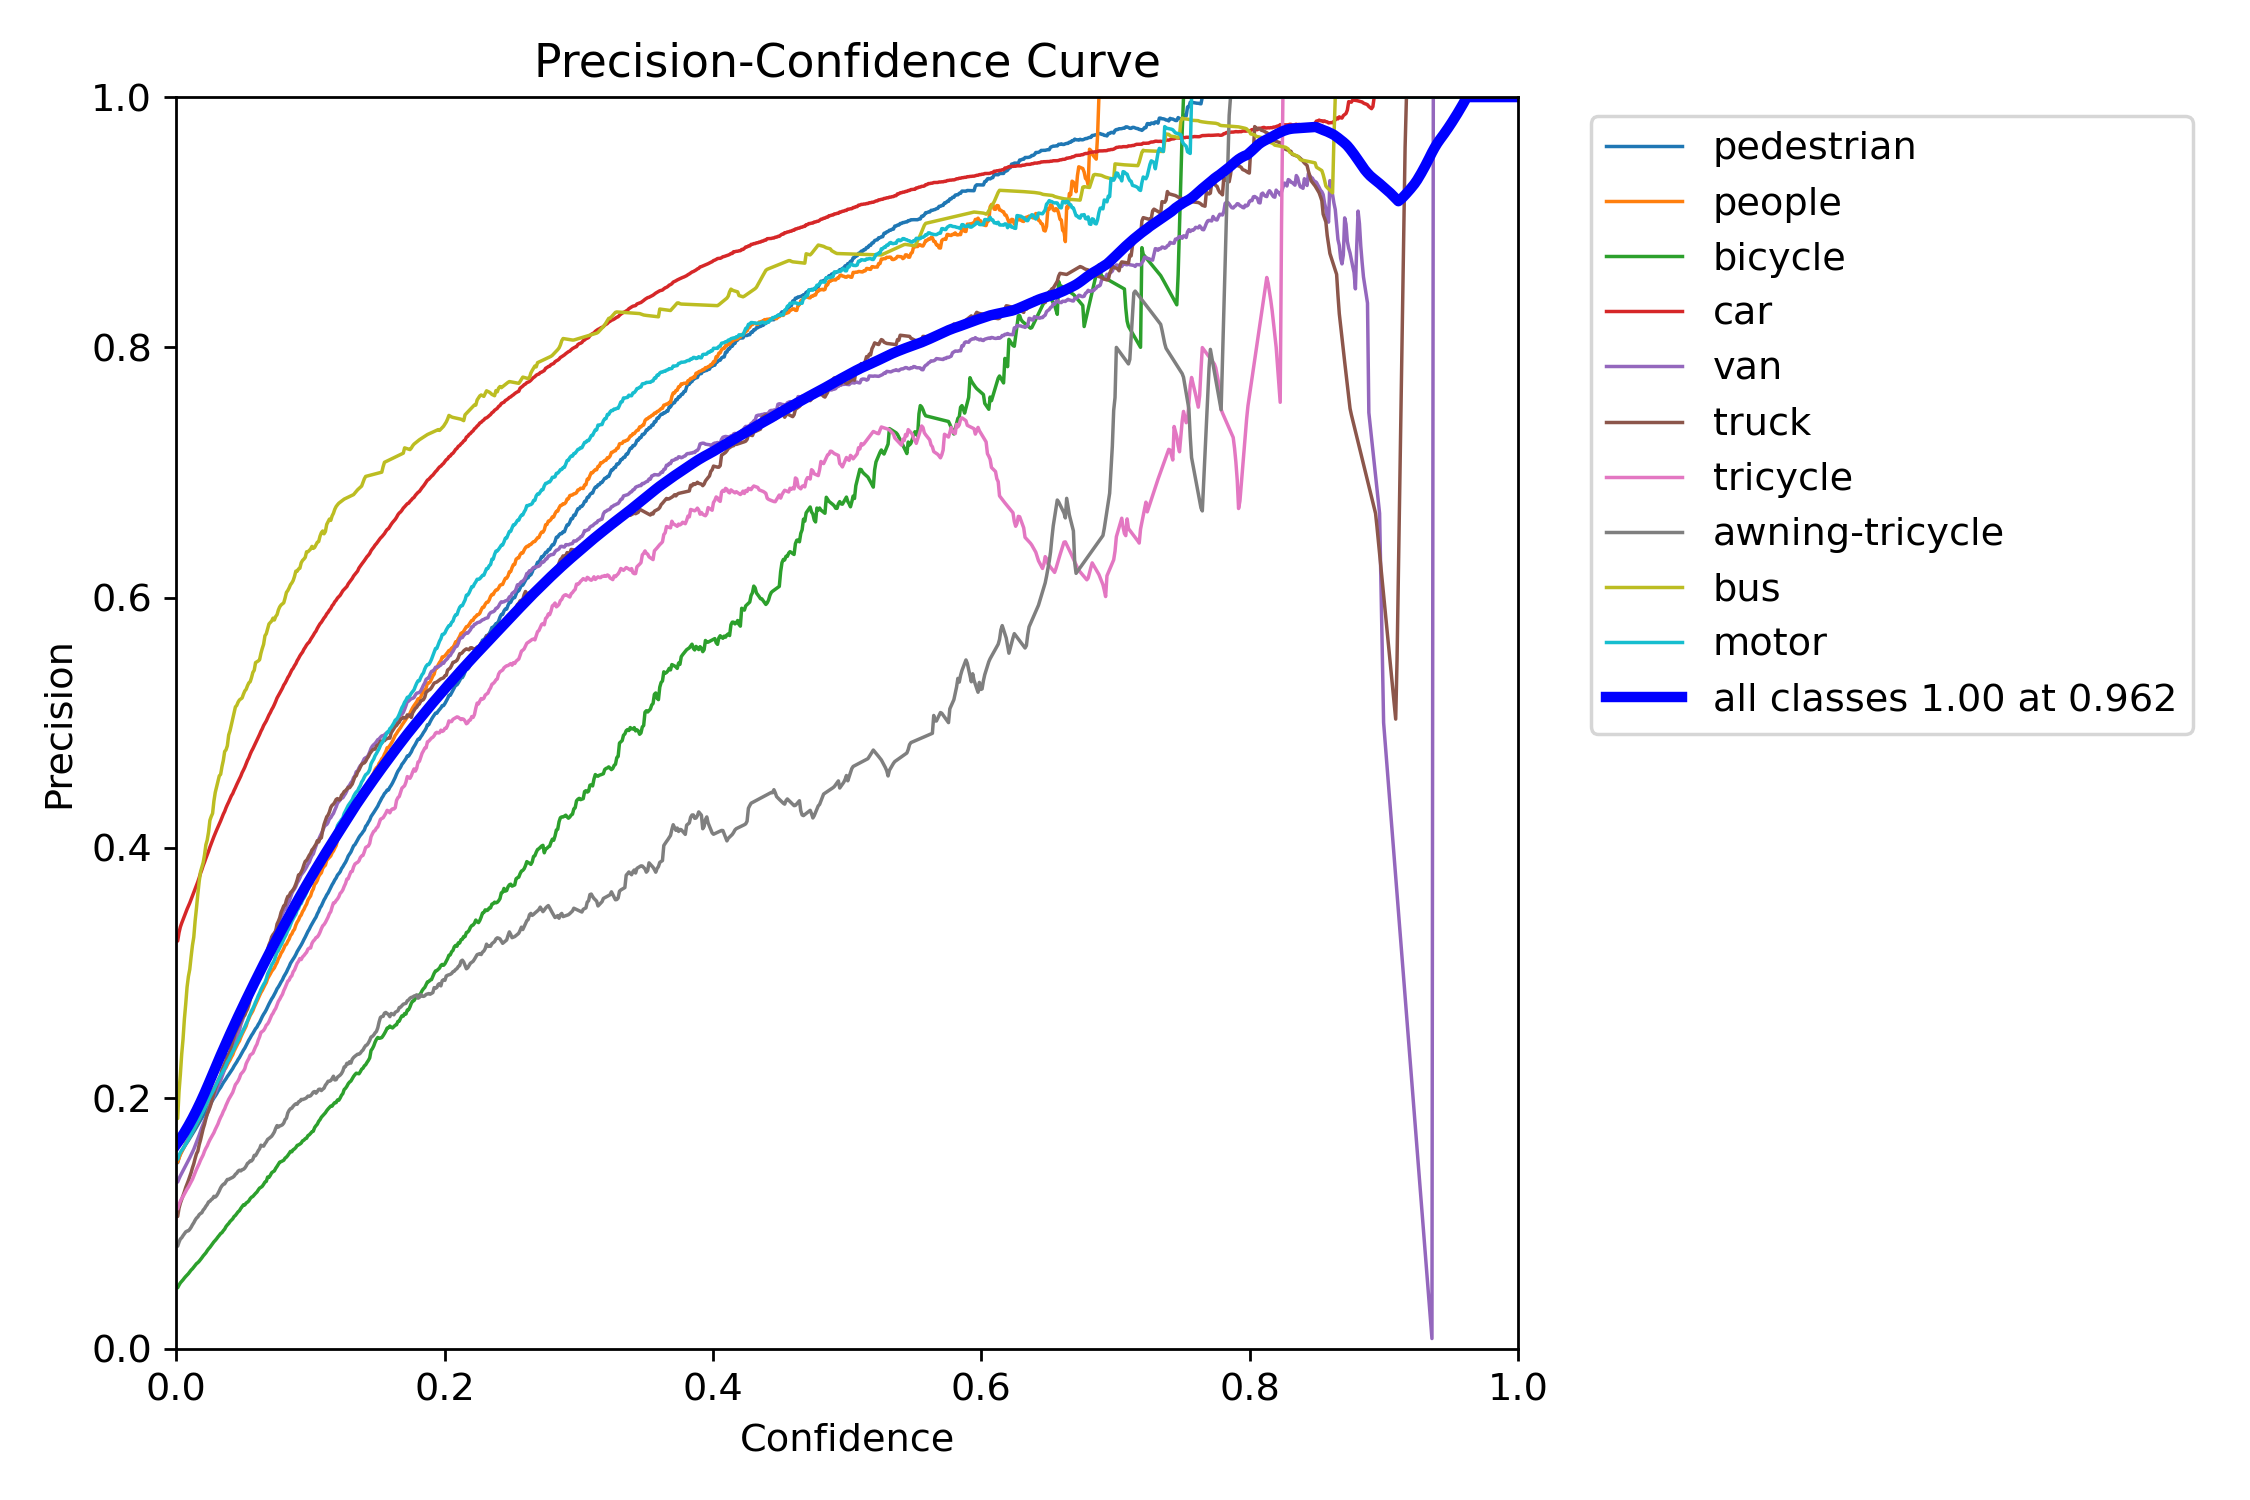 Precision-Confidence Curve
1.0
0.8
0.6
0.4
0.2
0.0
Precision
0.0 0.2 0.4 0.6 0.8 1.0
Confidence
pedestrian
people
bicycle
car
van
truck
tricycle
awning-tricycle
bus
motor
all classes 1.00 at 0.962